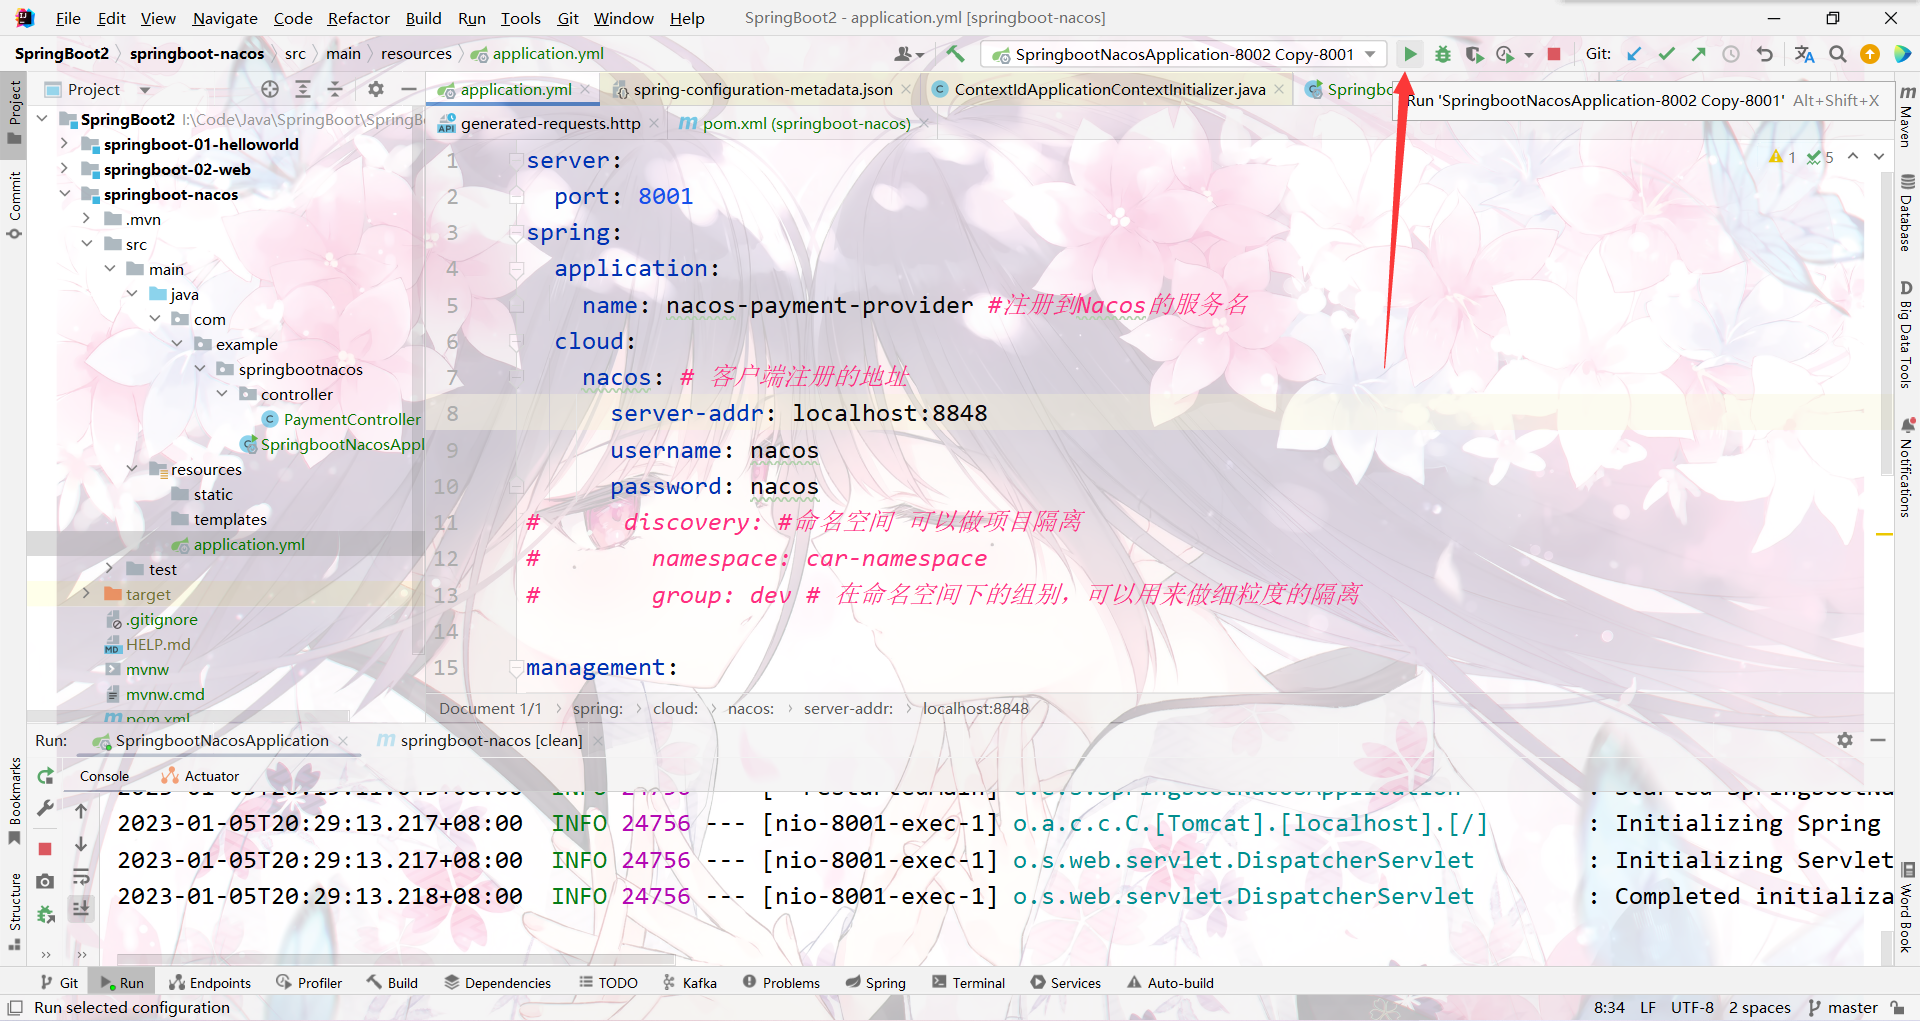 File Edit View Navigate Code Refactor Build Run Tools Git Window Help SpringBoot2 - application.yml [springboot-nacos]
SpringBoot2 springboot-nacos src main resources application.yml SpringbootNacosApplication-8002 Copy-8001 Git:
Project application.yml spring-configuration-metadata.json ContextIdApplicationContextInitializer.java Springbo
Run 'SpringbootNacosApplication-8002 Copy-8001' Alt+Shift+X
generated-requests.http pom.xml (springboot-nacos)
Project
Commit
Bookmarks
Structure
SpringBoot2 I:\Code\Java\SpringBoot\SpringB
springboot-01-helloworld
springboot-02-web
springboot-nacos
.mvn
src
main
java
com
example
springbootnacos
controller
PaymentController
SpringbootNacosAppl
resources
static
templates
application.yml
test
target
.gitignore
HELP.md
mvnw
mvnw.cmd
pom.xml
1 server:
2 port: 8001
3 spring:
4 application:
5 name: nacos-payment-provider #注册到Nacos的服务名
6 cloud:
7 nacos: # 客户端注册的地址
8 server-addr: localhost:8848
9 username: nacos
10 password: nacos
11 # discovery: #命名空间 可以做项目隔离
12 # namespace: car-namespace
13 # group: dev # 在命名空间下的组别，可以用来做细粒度的隔离
14
15 management:
1 5
Document 1/1 spring: cloud: nacos: server-addr: localhost:8848
Maven
Database
Big Data Tools
Notifications
Word Book
Run: SpringbootNacosApplication springboot-nacos [clean]
Console Actuator
2023-01-05T20:29:13.217+08:00 INFO 24756 --- [nio-8001-exec-1] o.a.c.c.C.[Tomcat].[localhost].[/] : Initializing Spring
2023-01-05T20:29:13.217+08:00 INFO 24756 --- [nio-8001-exec-1] o.s.web.servlet.DispatcherServlet : Initializing Servlet
2023-01-05T20:29:13.218+08:00 INFO 24756 --- [nio-8001-exec-1] o.s.web.servlet.DispatcherServlet : Completed initializa
Git Run Endpoints Profiler Build Dependencies TODO Kafka Problems Spring Terminal Services Auto-build
Run selected configuration 8:34 LF UTF-8 2 spaces master